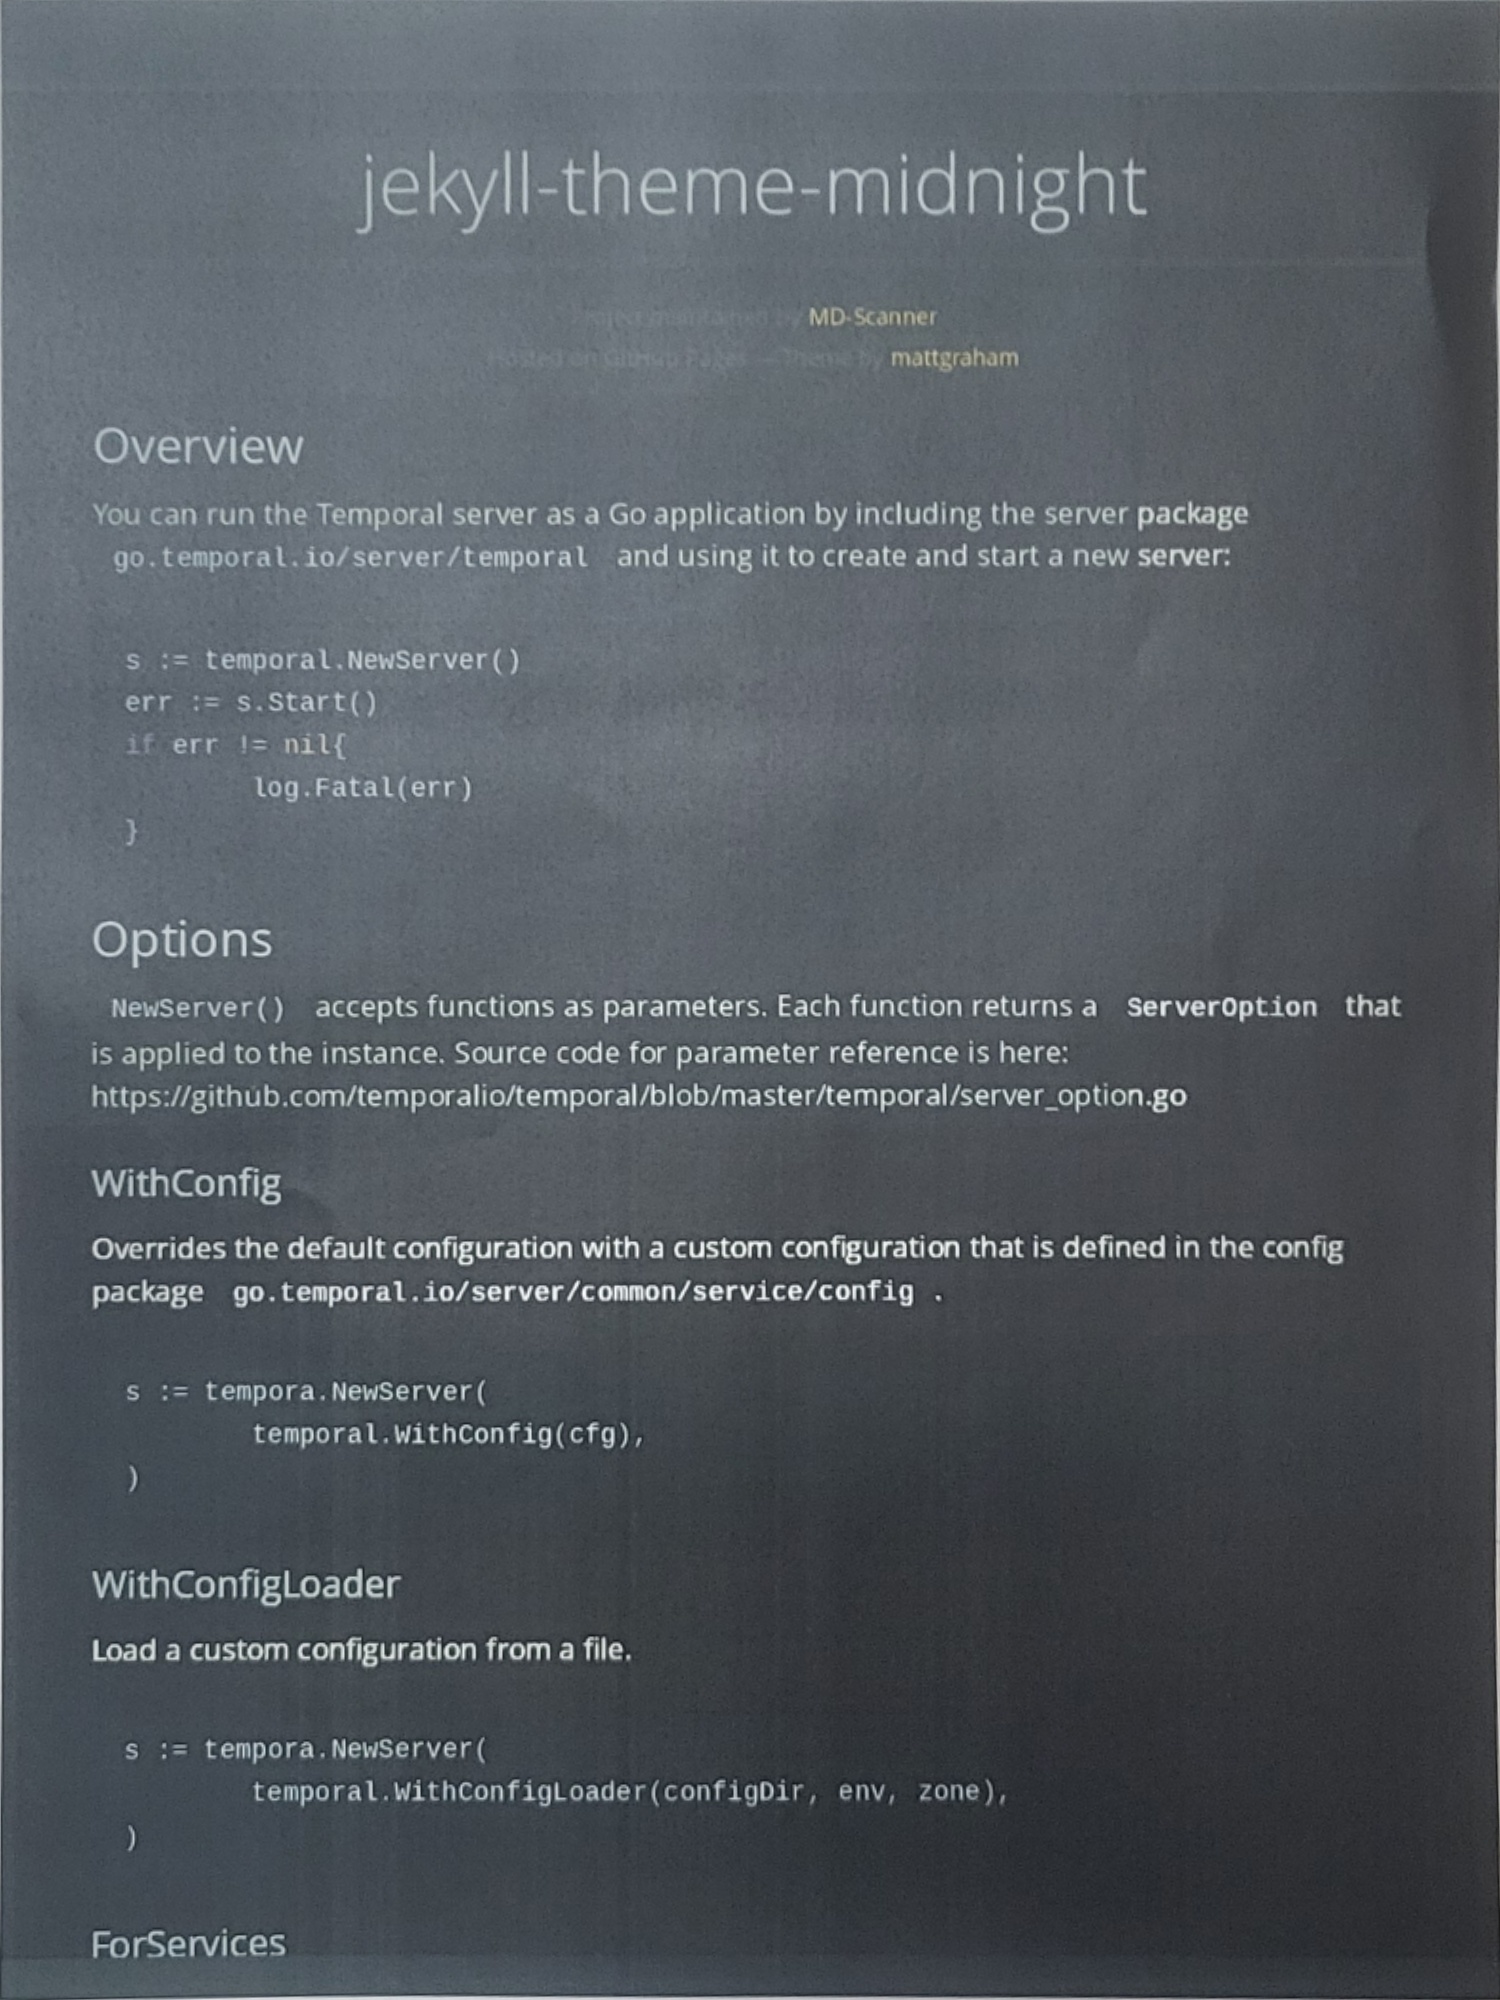 jekyll-theme-midnight
Project maintained by MD-Scanner
Hosted on GitHub Pages — Theme by mattgraham
Overview
You can run the Temporal server as a Go application by including the server package
go.temporal.io/server/temporal and using it to create and start a new server:
s := temporal.NewServer()
err := s.Start()
if err != nil{
        log.Fatal(err)
}
Options
NewServer() accepts functions as parameters. Each function returns a ServerOption that
is applied to the instance. Source code for parameter reference is here:
https://github.com/temporalio/temporal/blob/master/temporal/server_option.go
WithConfig
Overrides the default configuration with a custom configuration that is defined in the config
package go.temporal.io/server/common/service/config .
s := tempora.NewServer(
        temporal.WithConfig(cfg),
)
WithConfigLoader
Load a custom configuration from a file.
s := tempora.NewServer(
        temporal.WithConfigLoader(configDir, env, zone),
)
ForServices